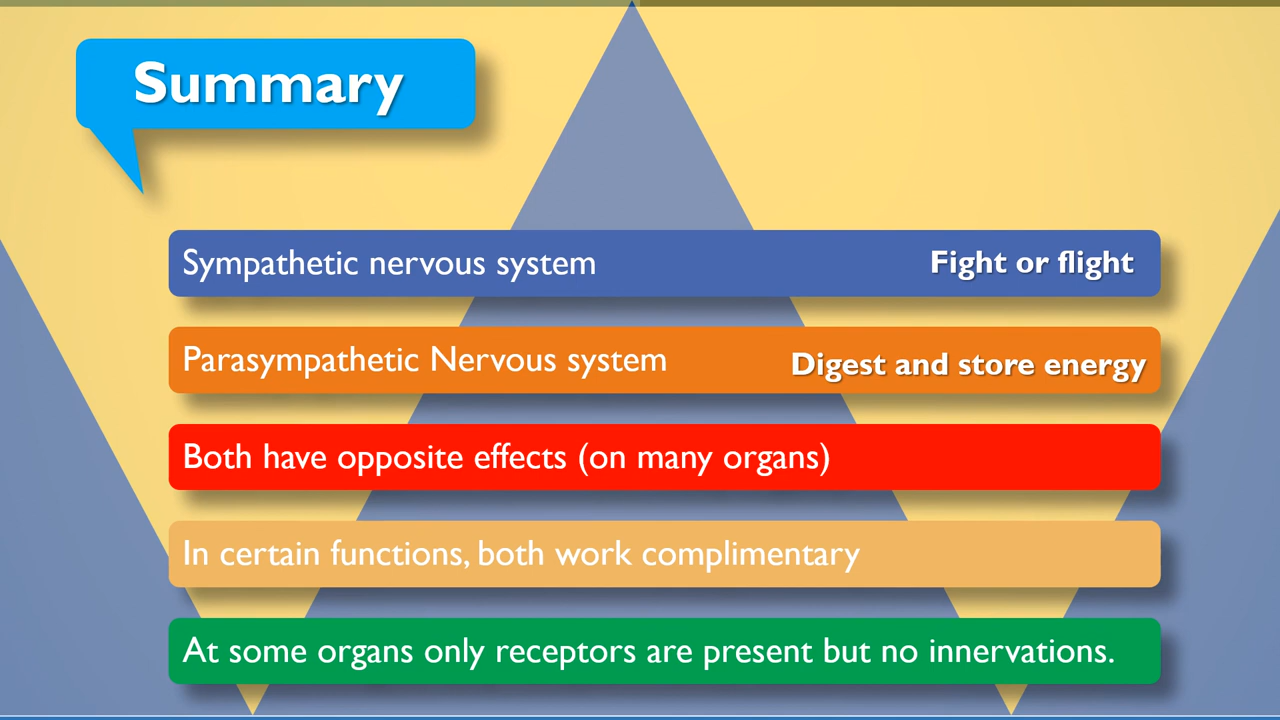 Summary
Sympathetic nervous system Fight or flight
Parasympathetic Nervous system Digest and store energy
Both have opposite effects (on many organs)
In certain functions, both work complimentary
At some organs only receptors are present but no innervations.